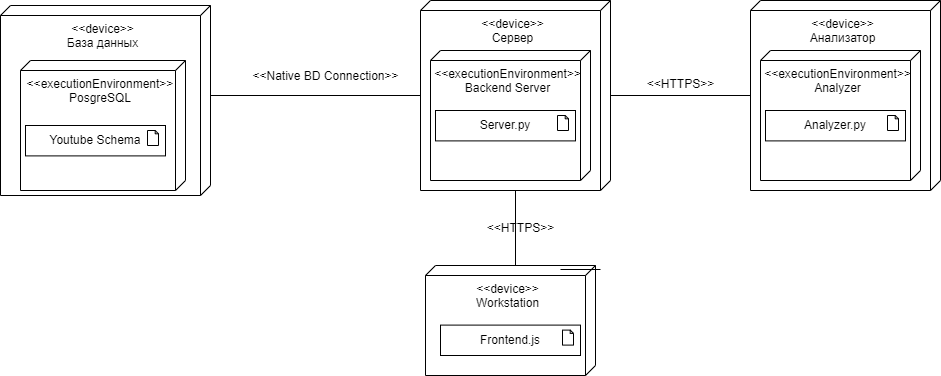 <<device>>
База данных
<<executionEnvironment>>
PosgreSQL
Youtube Schema
<<Native BD Connection>>
<<device>>
Сервер
<<executionEnvironment>>
Backend Server
Server.py
<<HTTPS>>
<<device>>
Анализатор
<<executionEnvironment>>
Analyzer
Analyzer.py
<<HTTPS>>
<<device>>
Workstation
Frontend.js